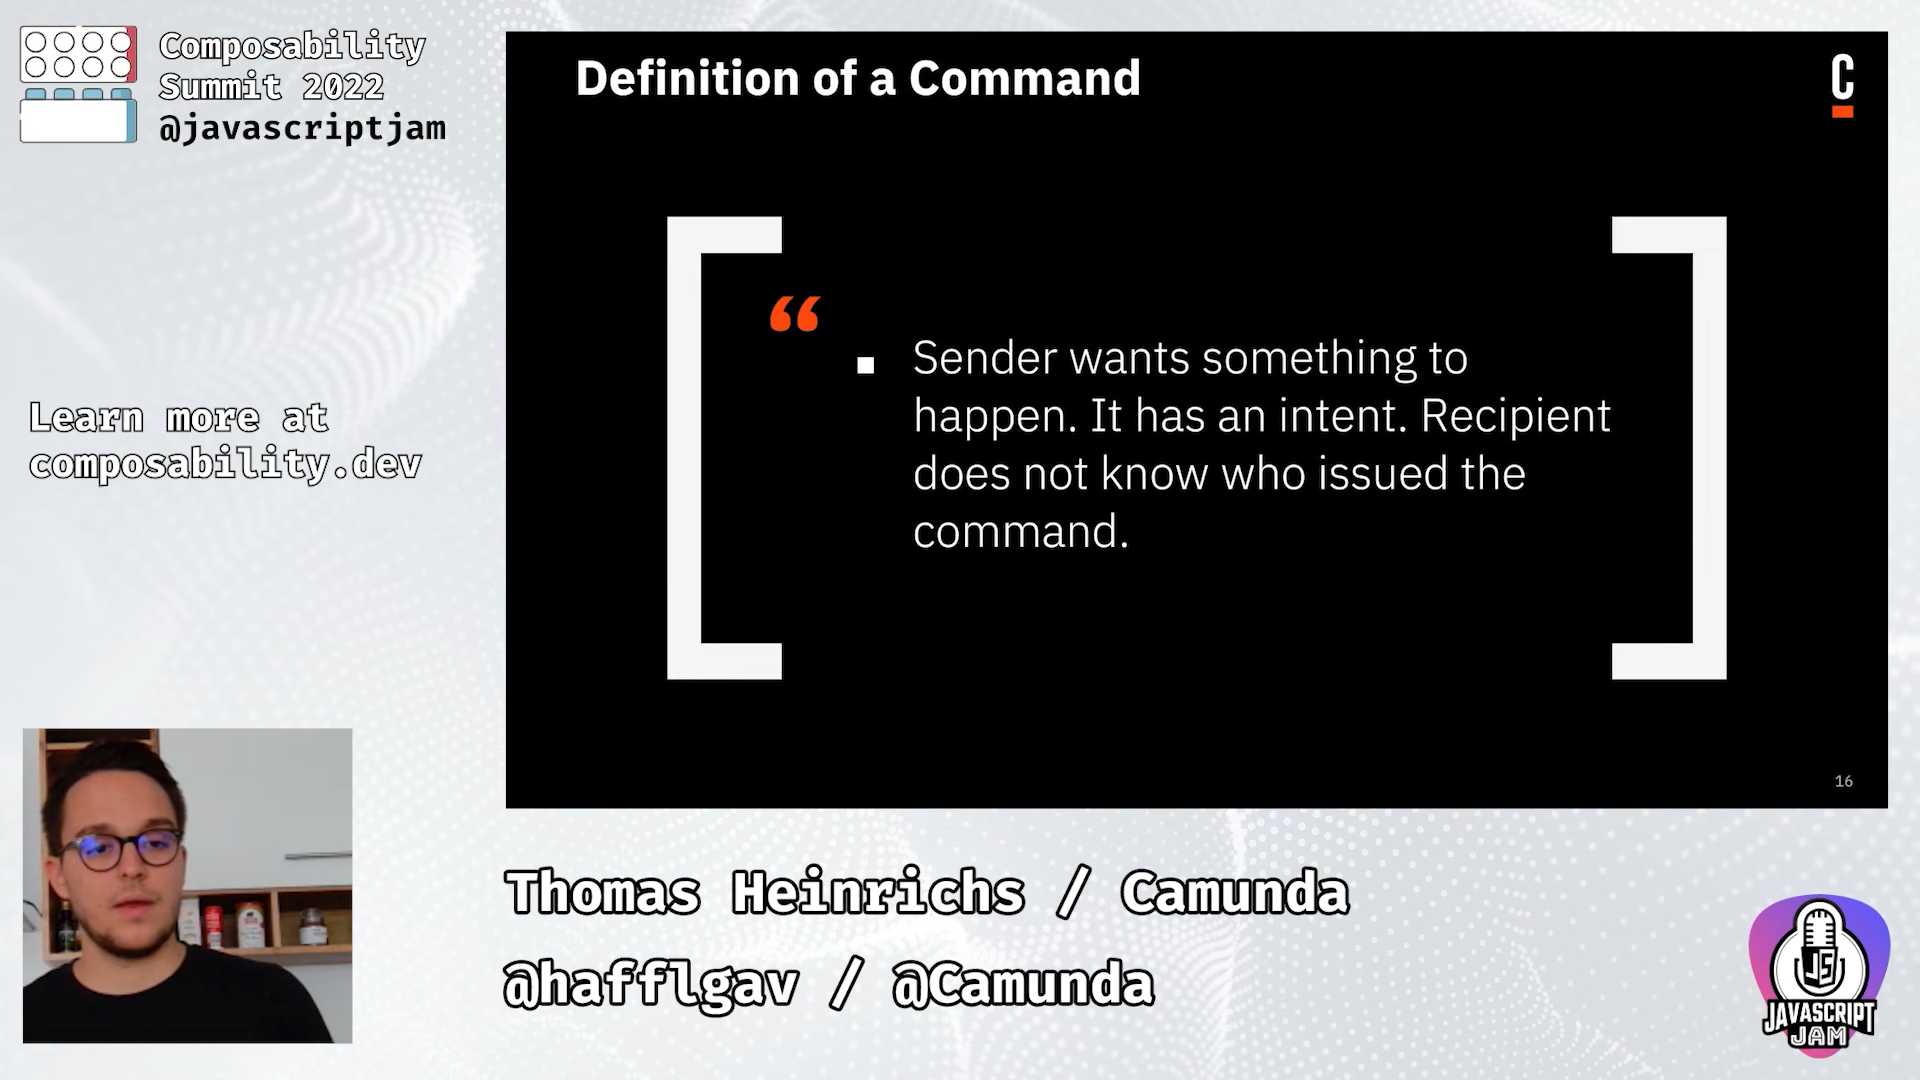 Composability
Summit 2022
@javascriptjam
Definition of a Command
C
“
Sender wants something to
happen. It has an intent. Recipient
does not know who issued the
command.
16
Learn more at
composability.dev
Thomas Heinrichs / Camunda
@hafflgav / @Camunda
JS
JAVASCRIPT
JAM